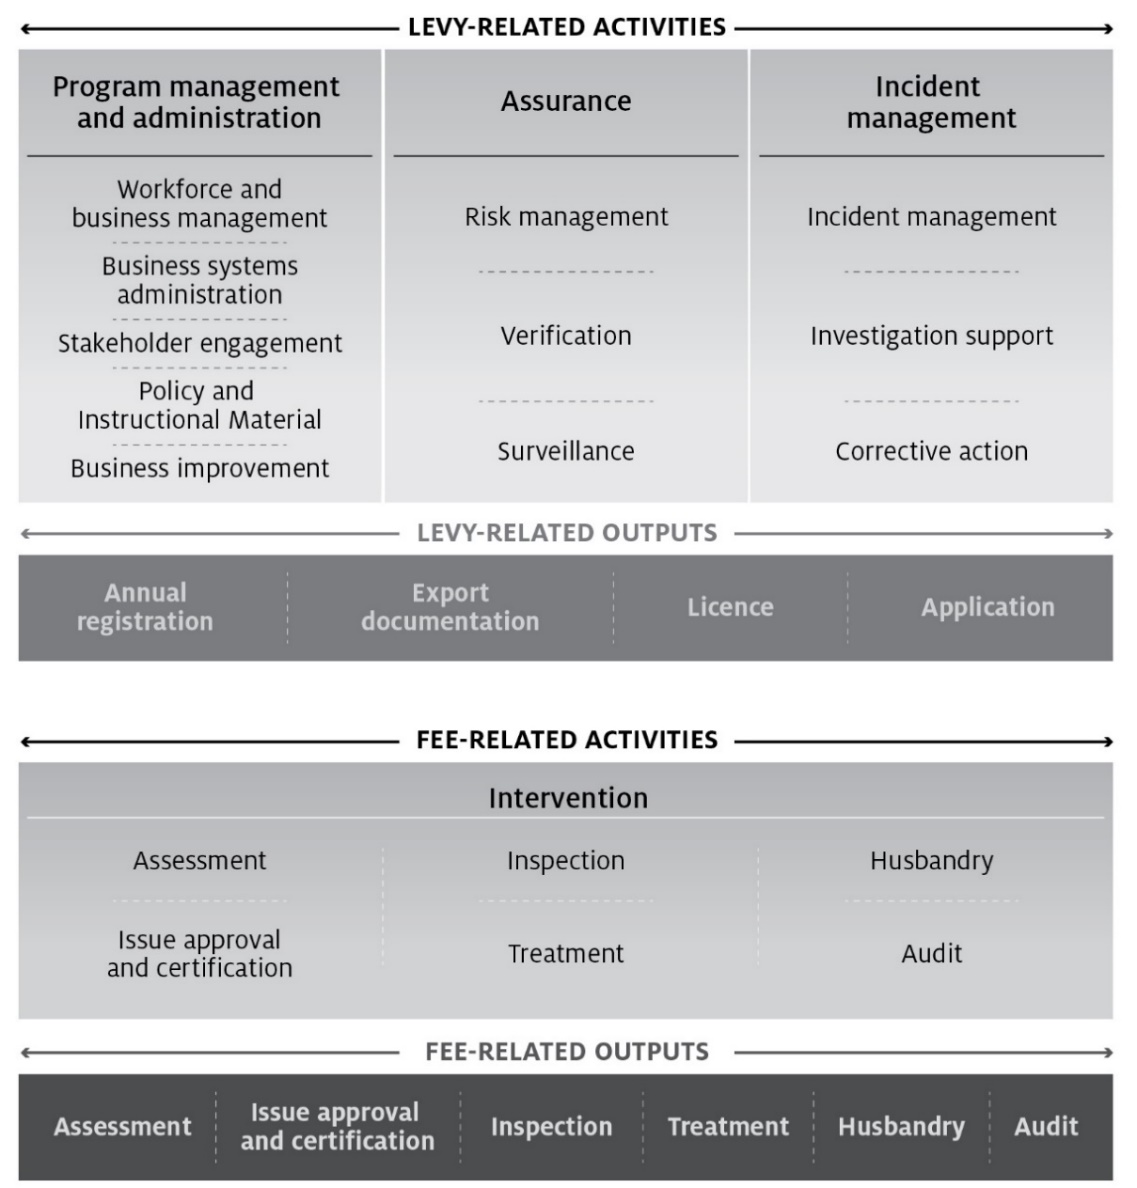 LEVY-RELATED ACTIVITIES
Program management
and administration
Workforce and
business management
Business systems
administration
Stakeholder engagement
Policy and
Instructional Material
Business improvement
Assurance
Risk management
Verification
Surveillance
Incident
management
Incident management
Investigation support
Corrective action
LEVY-RELATED OUTPUTS
Annual
registration
Export
documentation
Licence
Application
FEE-RELATED ACTIVITIES
Intervention
Assessment
Issue approval
and certification
Inspection
Treatment
Husbandry
Audit
FEE-RELATED OUTPUTS
Assessment
Issue approval
and certification
Inspection
Treatment
Husbandry
Audit